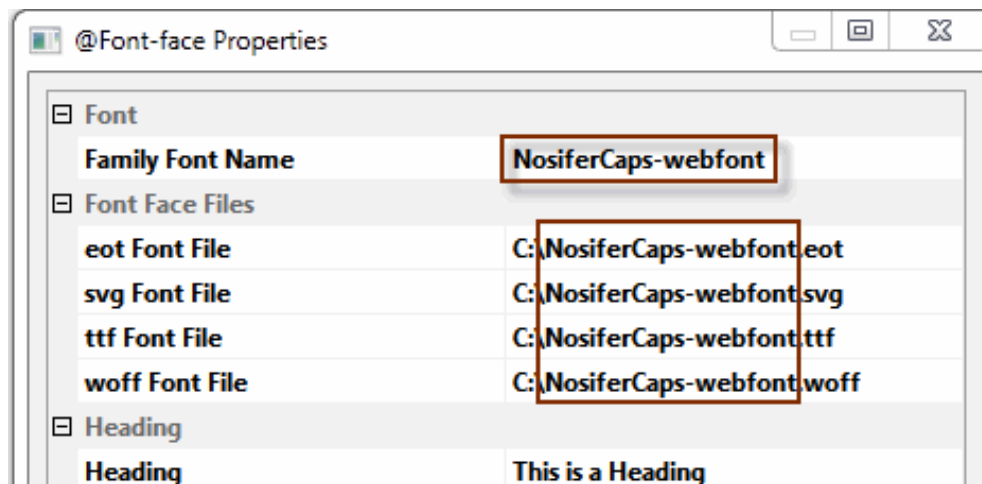 @Font-face Properties
Font
Family Font Name NosiferCaps-webfont
Font Face Files
eot Font File C:\NosiferCaps-webfont.eot
svg Font File C:\NosiferCaps-webfont.svg
ttf Font File C:\NosiferCaps-webfont.ttf
woff Font File C:\NosiferCaps-webfont.woff
Heading
Heading This is a Heading